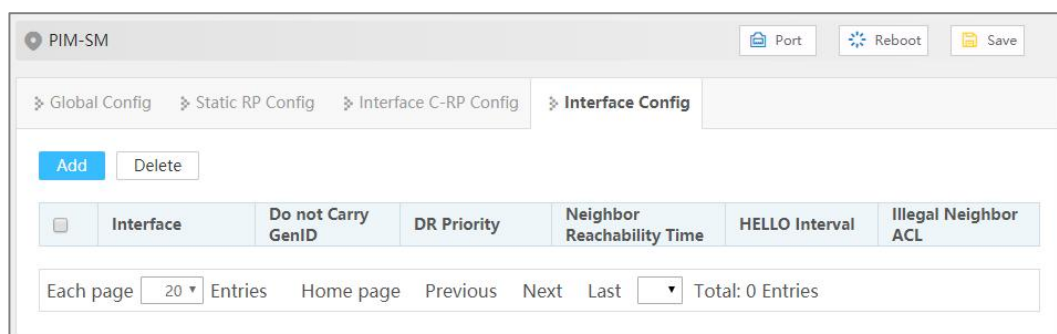 PIM-SM Port Reboot Save
Global Config Static RP Config Interface C-RP Config Interface Config
Add Delete
Interface Do not Carry GenID DR Priority Neighbor Reachability Time HELLO Interval Illegal Neighbor ACL
Each page 20 Entries Home page Previous Next Last Total: 0 Entries